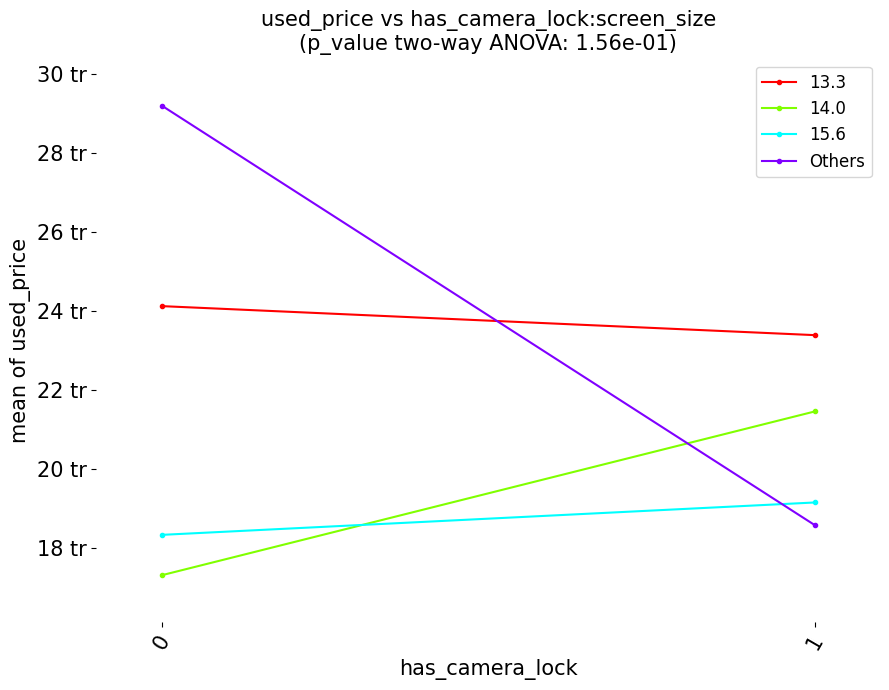 used_price vs has_camera_lock:screen_size
(p_value two-way ANOVA: 1.56e-01)
30 tr
28 tr
26 tr
24 tr
22 tr
20 tr
18 tr
mean of used_price
13.3
14.0
15.6
Others
0
1
has_camera_lock